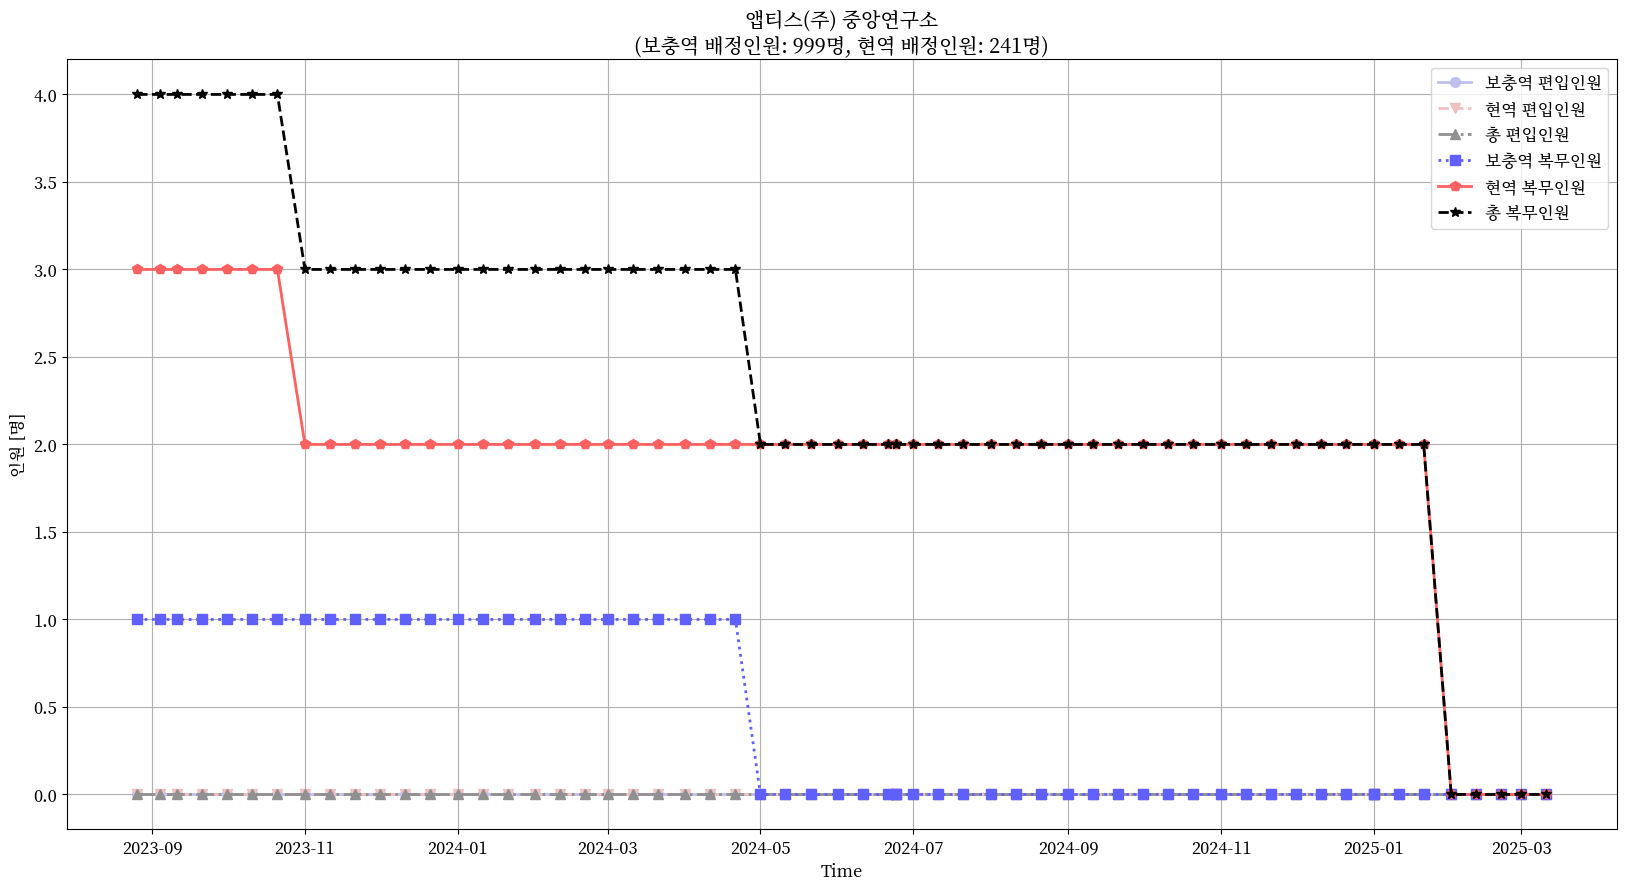 앱티스(주) 중앙연구소
(보충역 배정인원: 999명, 현역 배정인원: 241명)
보충역 편입인원
현역 편입인원
총 편입인원
보충역 복무인원
현역 복무인원
총 복무인원
인원 [명]
4.0
3.5
3.0
2.5
2.0
1.5
1.0
0.5
0.0
2023-09
2023-11
2024-01
2024-03
2024-05
2024-07
2024-09
2024-11
2025-01
2025-03
Time